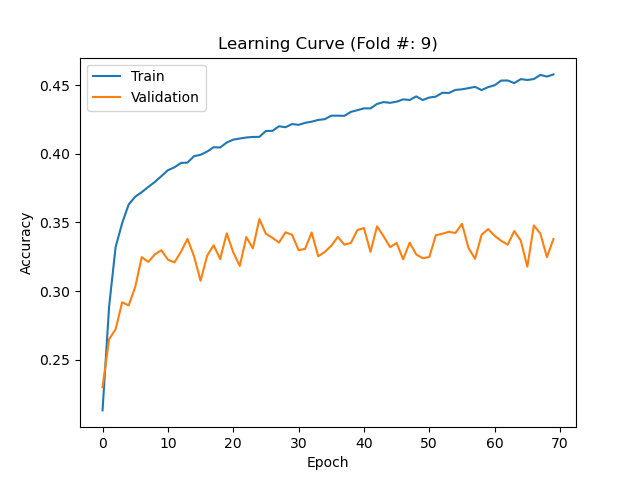 Learning Curve (Fold #: 9)
Train
Validation
0.45
0.40
0.35
0.30
0.25
Accuracy
0 10 20 30 40 50 60 70
Epoch